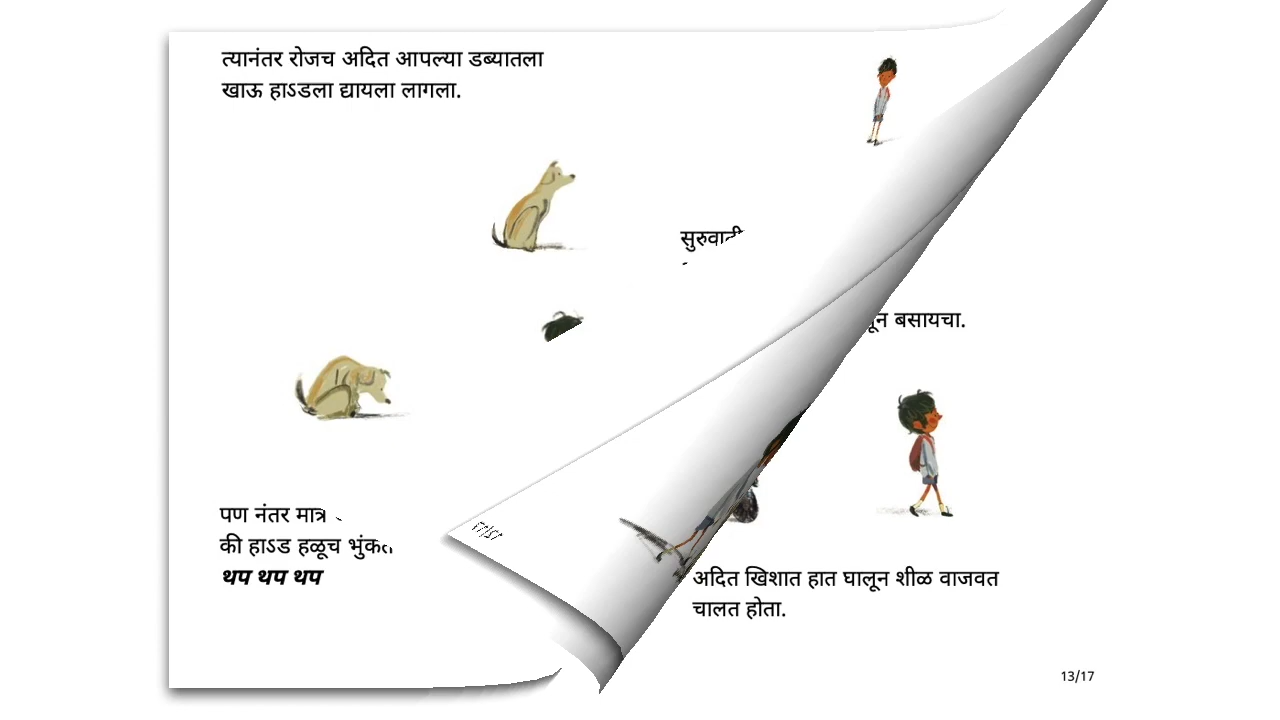 त्यानंतर रोजच अदित आपल्या डब्यातला
खाऊ हाऽडला द्यायला लागला.
बसायचा.
पण नंतर मात्र
की हाऽड हळूच
थप थप थप
अदित खिशात हात घालून शीळ वाजवत
चालत होता.
13/17